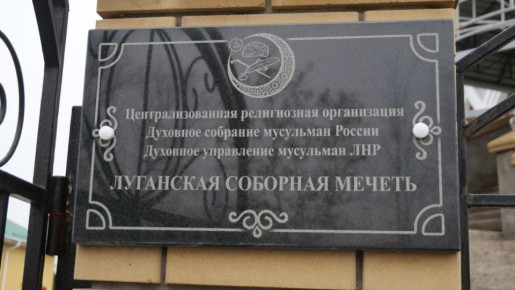 Централизованная религиозная организация
Духовное собрание мусульман России
Духовное управление мусульман ЛНР
ЛУГАНСКАЯ СОБОРНАЯ МЕЧЕТЬ